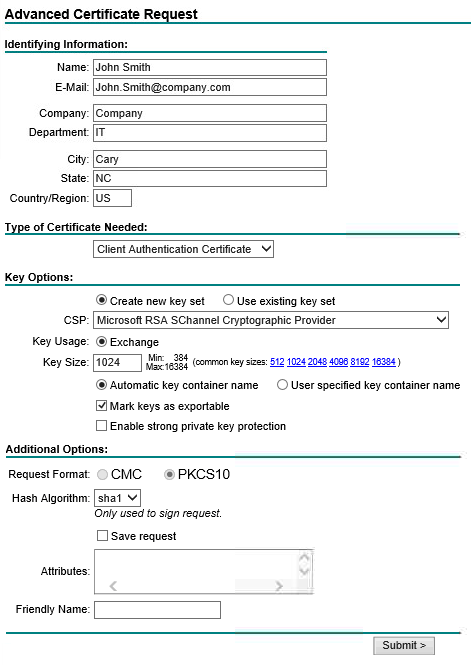 Advanced Certificate Request
Identifying Information:
Name: John Smith
E-Mail: John.Smith@company.com
Company: Company
Department: IT
City: Cary
State: NC
Country/Region: US
Type of Certificate Needed:
Client Authentication Certificate
Key Options:
Create new key set Use existing key set
CSP: Microsoft RSA SChannel Cryptographic Provider
Key Usage: Exchange
Key Size: 1024 Min: 384 Max:16384 (common key sizes: 512 1024 2048 4096 8192 16384 )
Automatic key container name User specified key container name
Mark keys as exportable
Enable strong private key protection
Additional Options:
Request Format: CMC PKCS10
Hash Algorithm: sha1
Only used to sign request.
Save request
Attributes:
Friendly Name:
Submit >